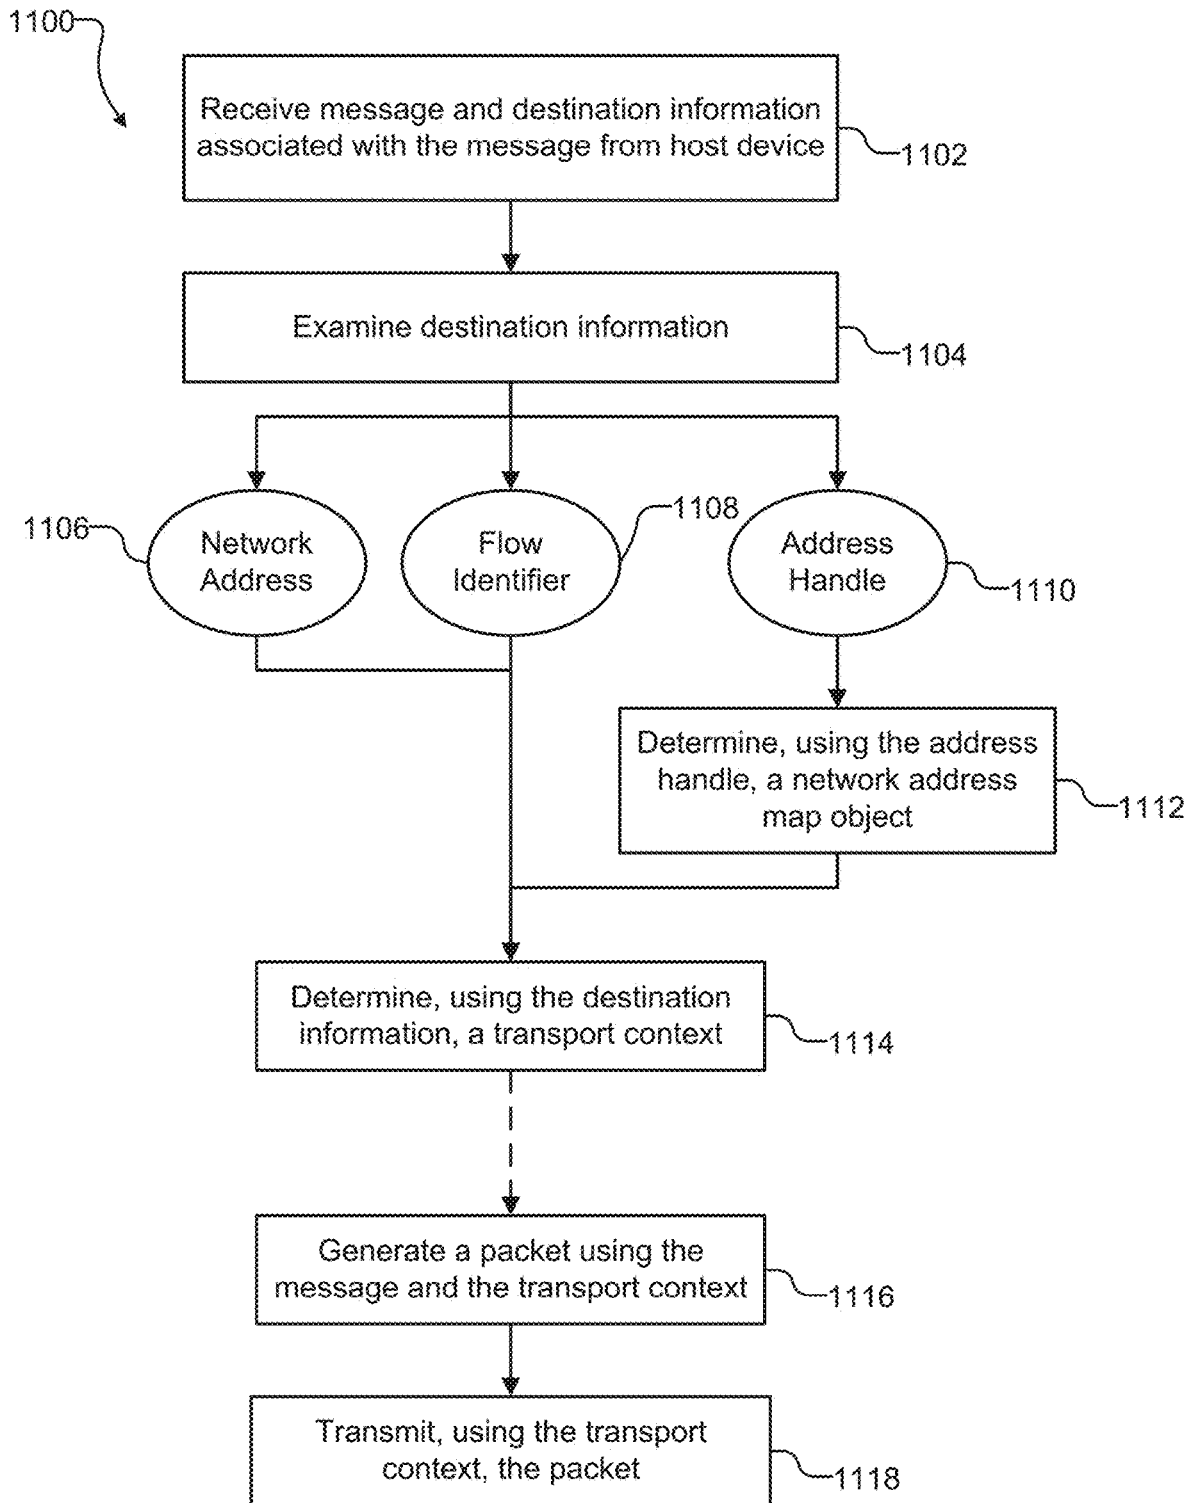 1100
Receive message and destination information
associated with the message from host device
1102
Examine destination information
1104
1106
Network
Address
Flow
Identifier
1108
Address
Handle
1110
Determine, using the address
handle, a network address
map object
1112
Determine, using the destination
information, a transport context
1114
Generate a packet using the
message and the transport context
1116
Transmit, using the transport
context, the packet
1118